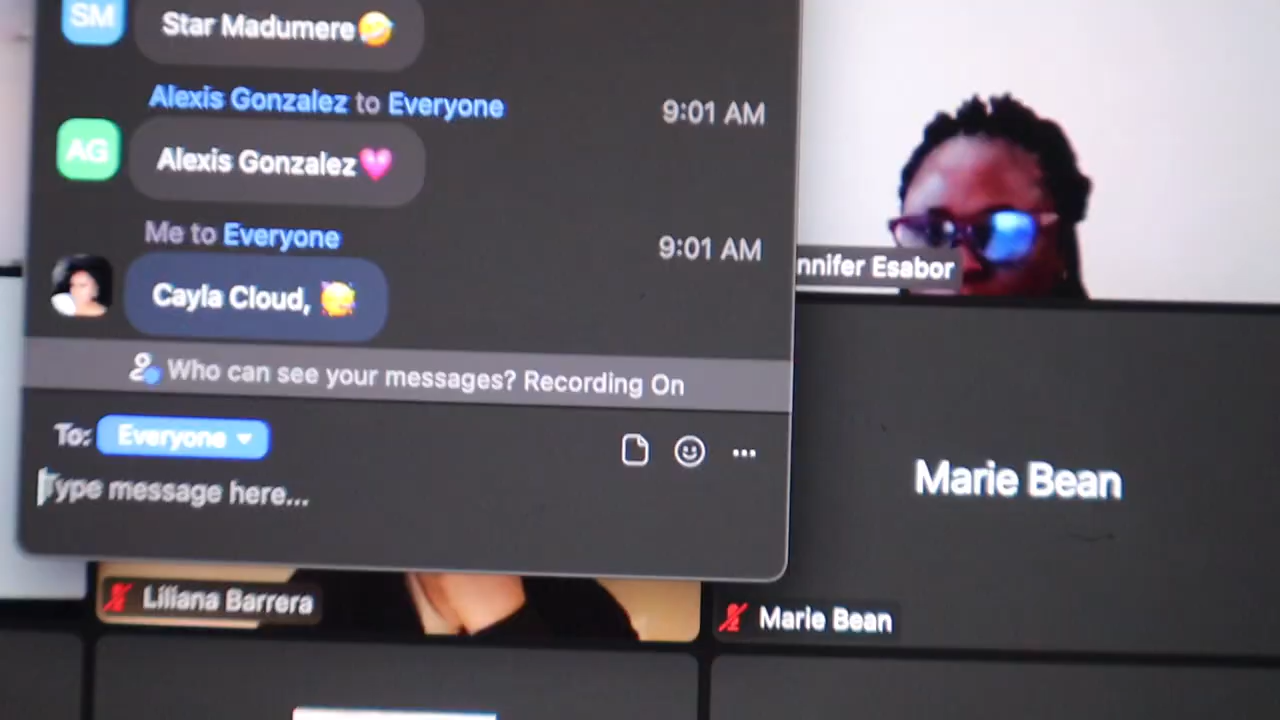 SM
Star Madumere🤣
Alexis Gonzalez to Everyone
9:01 AM
AG
Alexis Gonzalez💗
Me to Everyone
9:01 AM
Cayla Cloud,
Who can see your messages? Recording On
To: Everyone
Type message here...
nnifer Esabor
Marie Bean
Liliana Barrera
Marie Bean